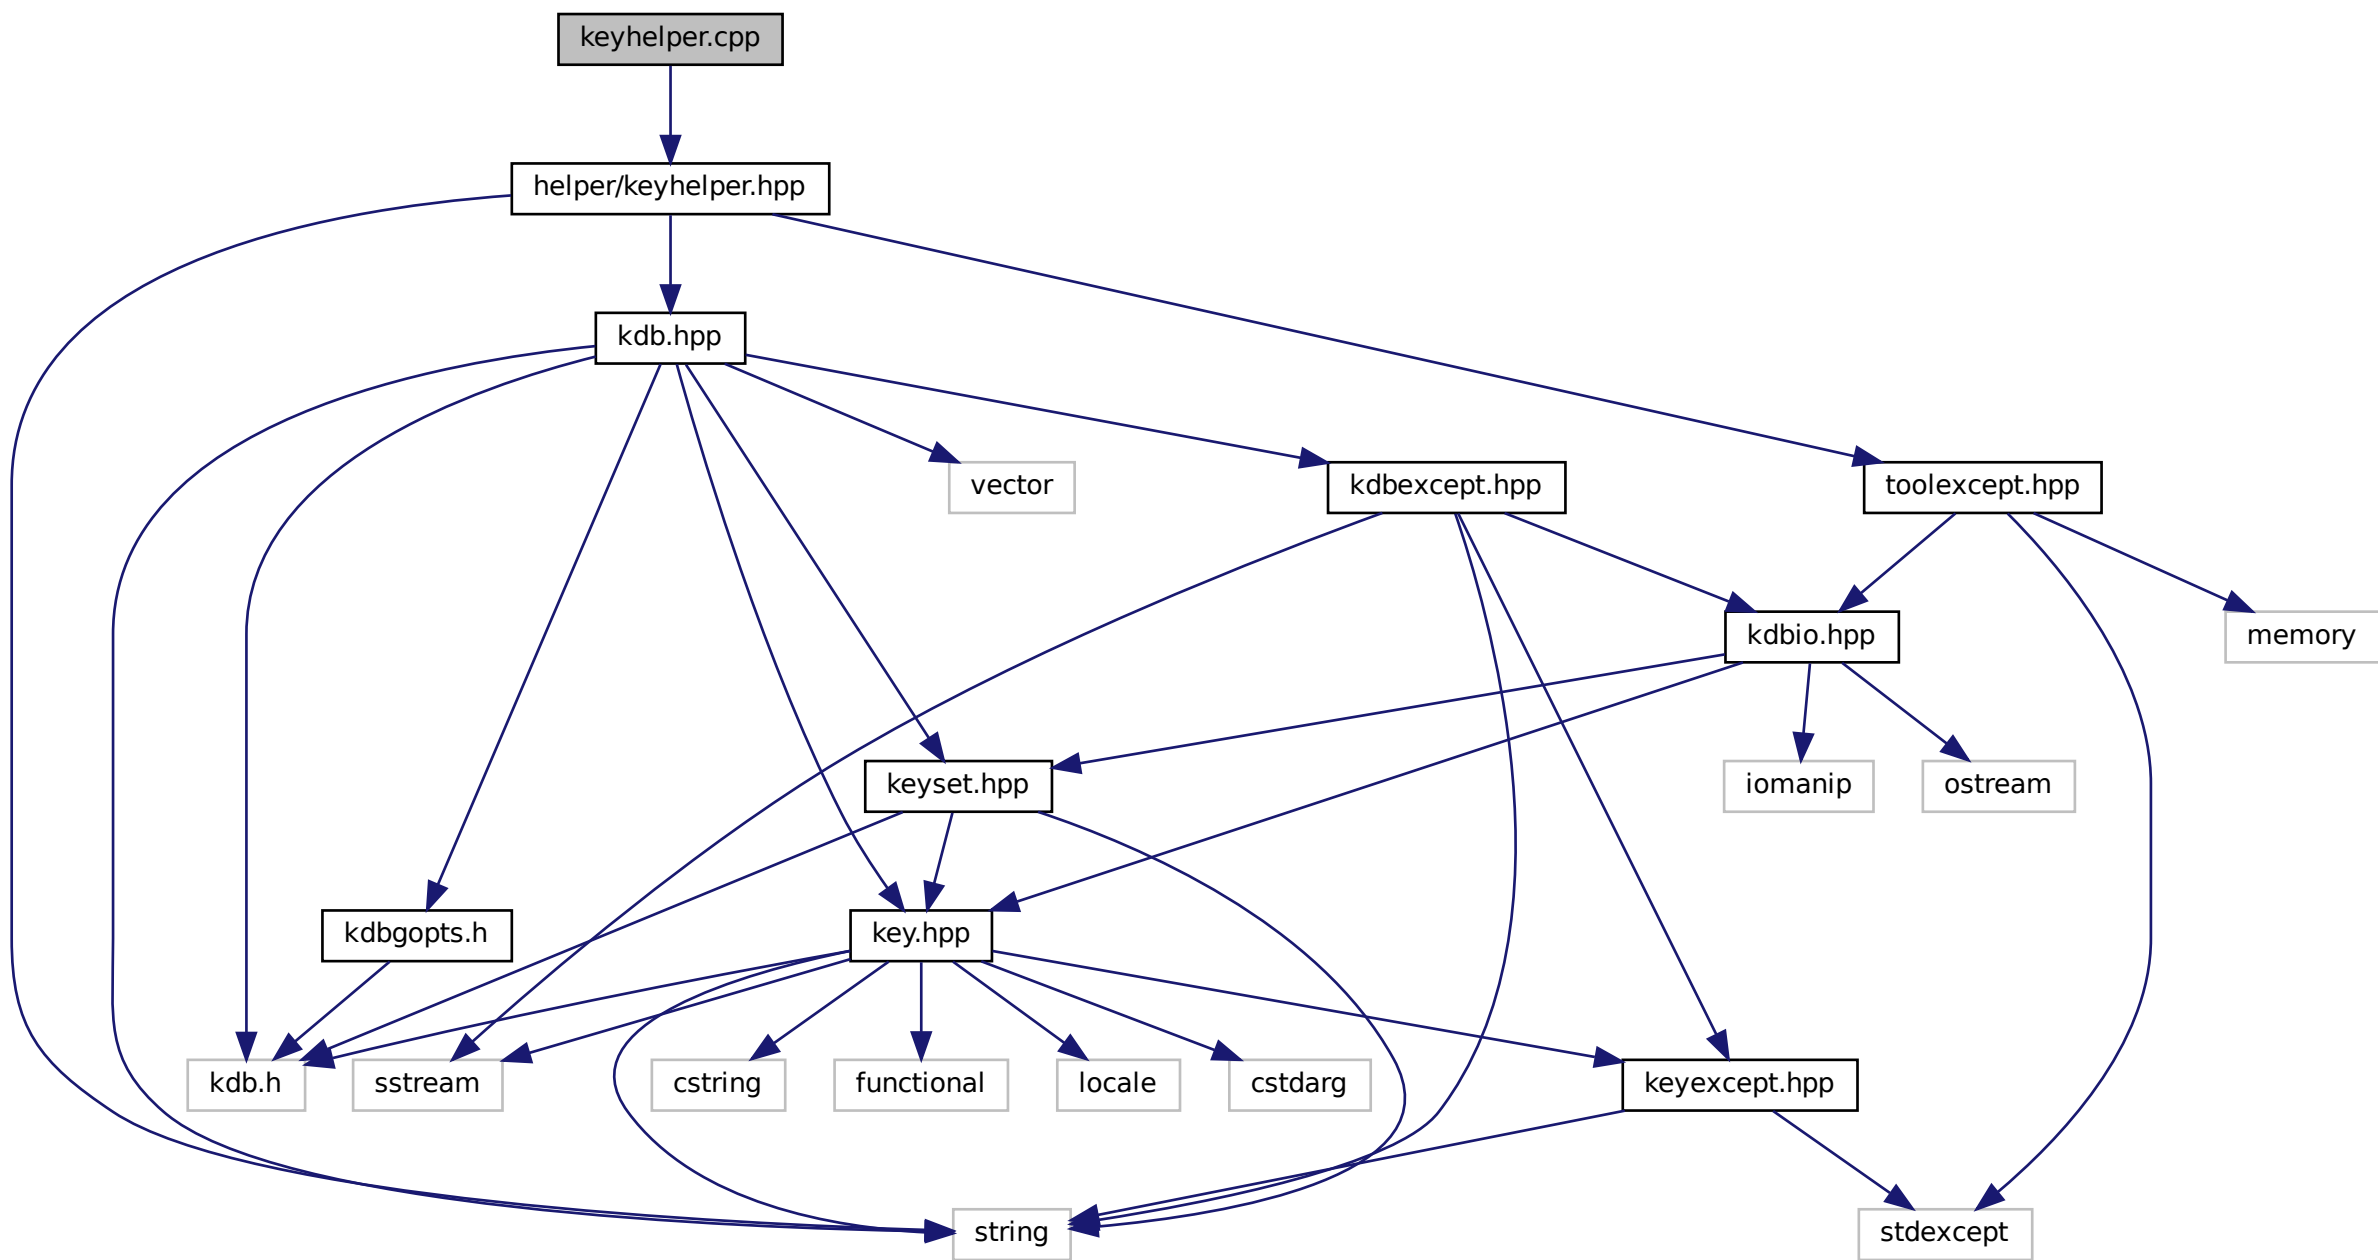 keyhelper.cpp
helper/keyhelper.hpp
kdb.hpp
vector
kdbexcept.hpp
toolexcept.hpp
kdbio.hpp
memory
keyset.hpp
iomanip
ostream
kdbgopts.h
key.hpp
kdb.h
sstream
cstring
functional
locale
cstdarg
keyexcept.hpp
string
stdexcept